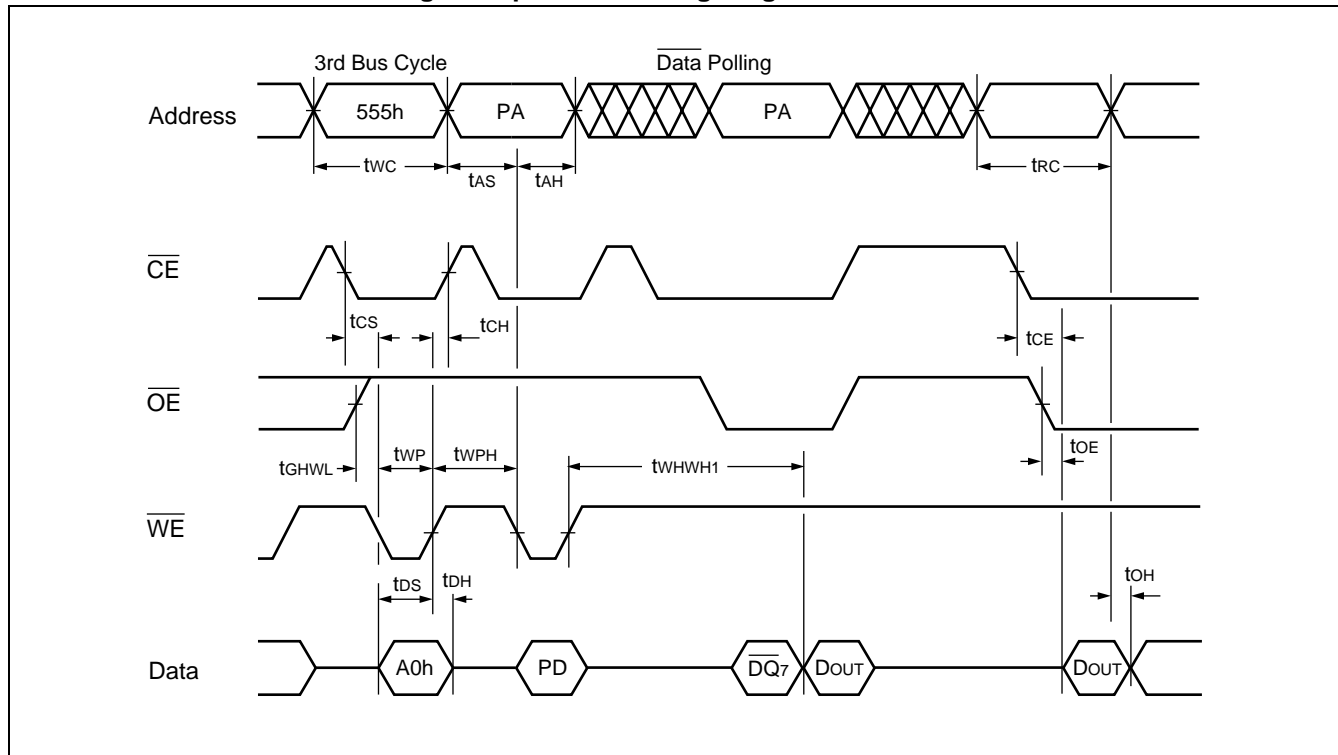 3rd Bus Cycle
Data Polling
Address
555h
PA
PA
tWC
tAS
tAH
tRC
CE
tCS
tCH
tCE
OE
tGHWL
tWP
tWPH
tWHWH1
tOE
WE
tDS
tDH
tOH
Data
A0h
PD
DQ7
DOUT
DOUT